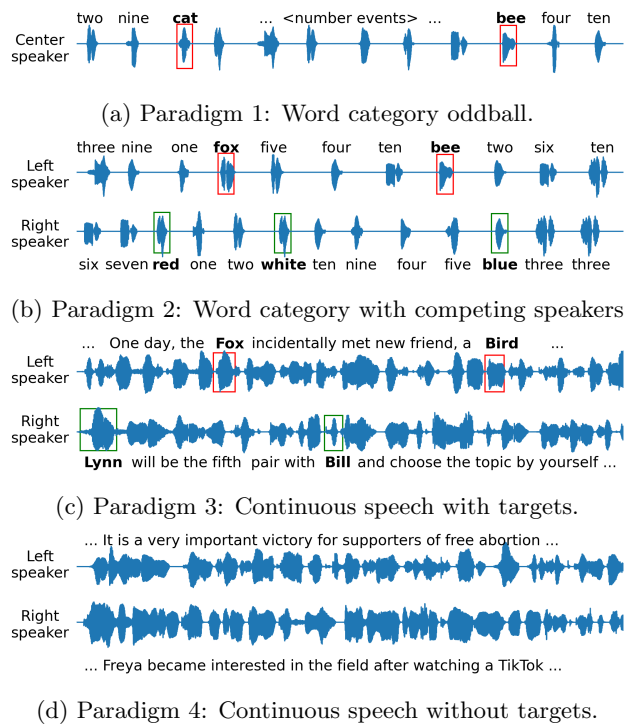 two nine cat ... <number events> ... bee four ten
Center
speaker
(a) Paradigm 1: Word category oddball.
three nine one fox five four ten bee two six ten
Left
speaker
Right
speaker
six seven red one two white ten nine four five blue three three
(b) Paradigm 2: Word category with competing speakers
... One day, the Fox incidentally met new friend, a Bird ...
Left
speaker
Right
speaker
Lynn will be the fifth pair with Bill and choose the topic by yourself ...
(c) Paradigm 3: Continuous speech with targets.
... It is a very important victory for supporters of free abortion ...
Left
speaker
Right
speaker
... Freya became interested in the field after watching a TikTok ...
(d) Paradigm 4: Continuous speech without targets.